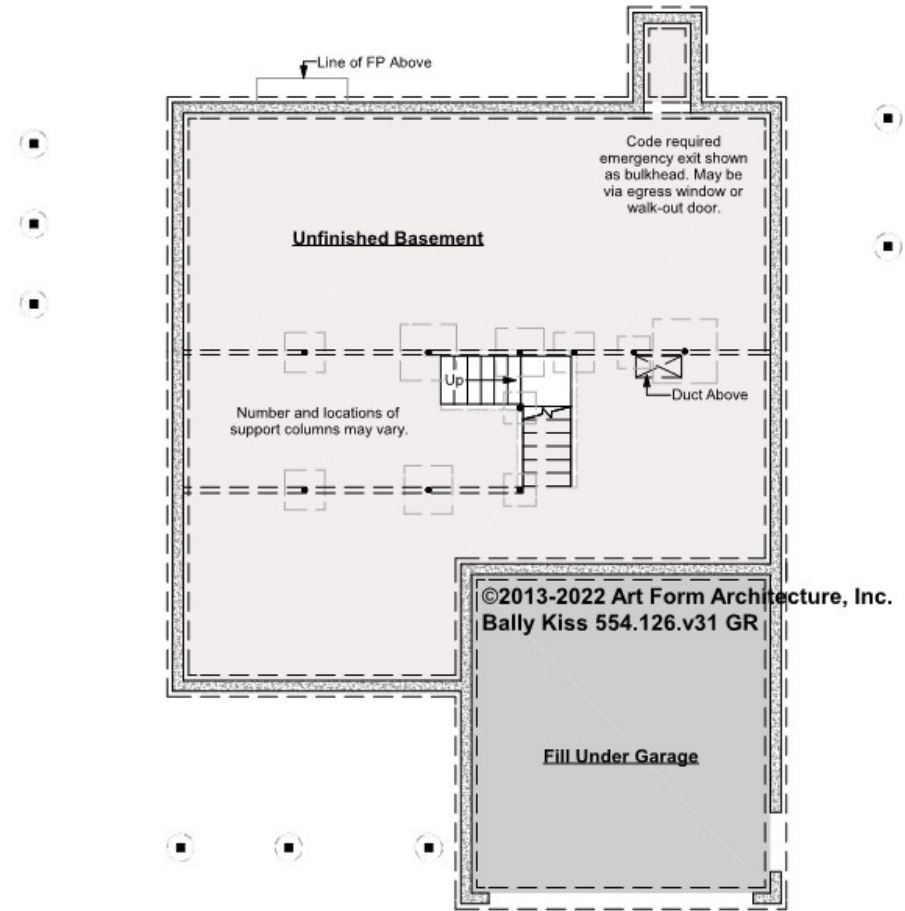 Line of FP Above
Code required
emergency exit shown
as bulkhead. May be
via egress window or
walk-out door.
Unfinished Basement
Up
Duct Above
Number and locations of
support columns may vary.
©2013-2022 Art Form Architecture, Inc.
Bally Kiss 554.126.v31 GR
Fill Under Garage